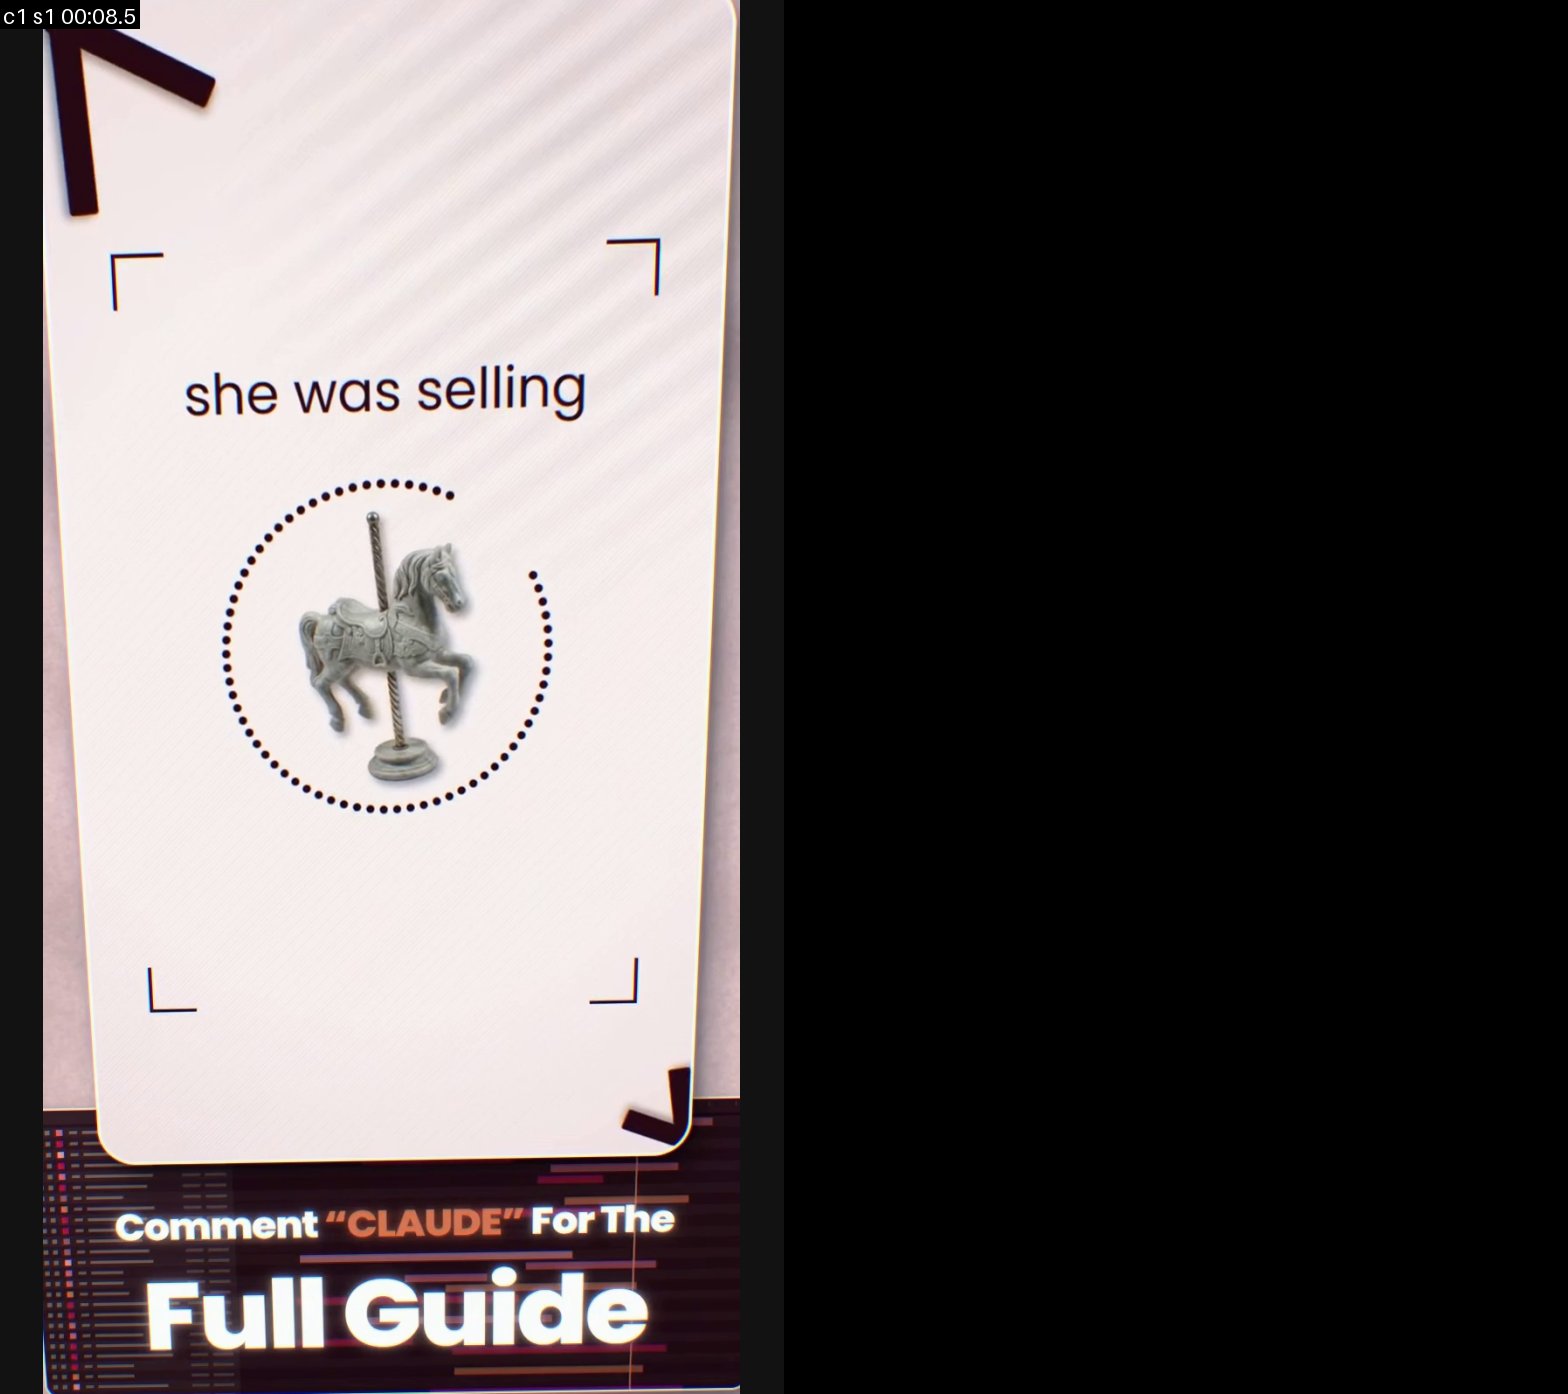 c1 s1 00:08.5
she was selling
Comment “CLAUDE” For The
Full Guide